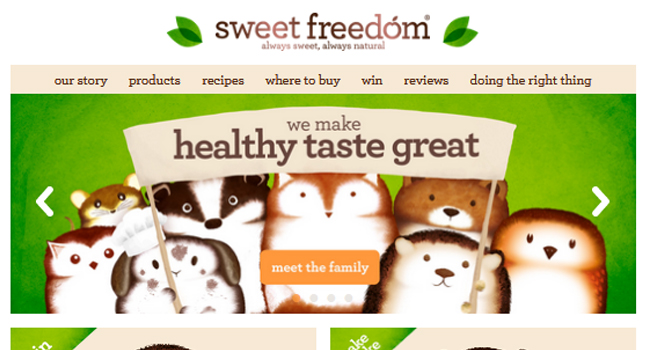 sweet freedóm®
always sweet, always natural
our story products recipes where to buy win reviews doing the right thing
we make
healthy taste great
meet the family